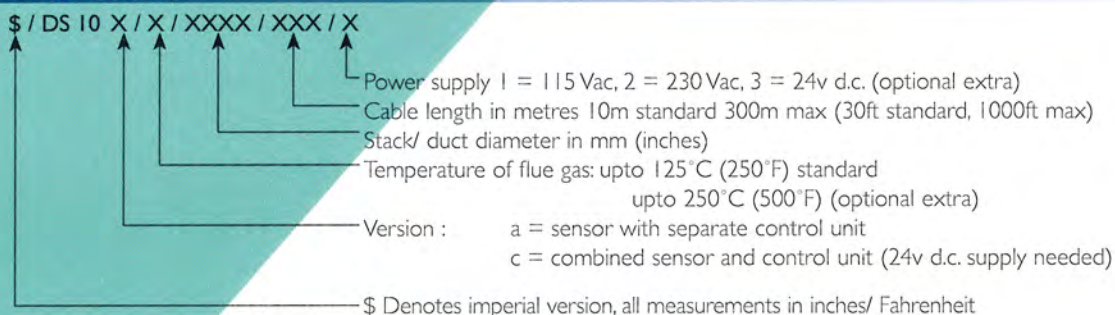 $ / DS 10 X / X / XXXX / XXX / X
Power supply 1 = 115 Vac, 2 = 230 Vac, 3 = 24v d.c. (optional extra)
Cable length in metres 10m standard 300m max (30ft standard, 1000ft max)
Stack/ duct diameter in mm (inches)
Temperature of flue gas: upto 125°C (250°F) standard
upto 250°C (500°F) (optional extra)
Version : a = sensor with separate control unit
c = combined sensor and control unit (24v d.c. supply needed)
$ Denotes imperial version, all measurements in inches/ Fahrenheit